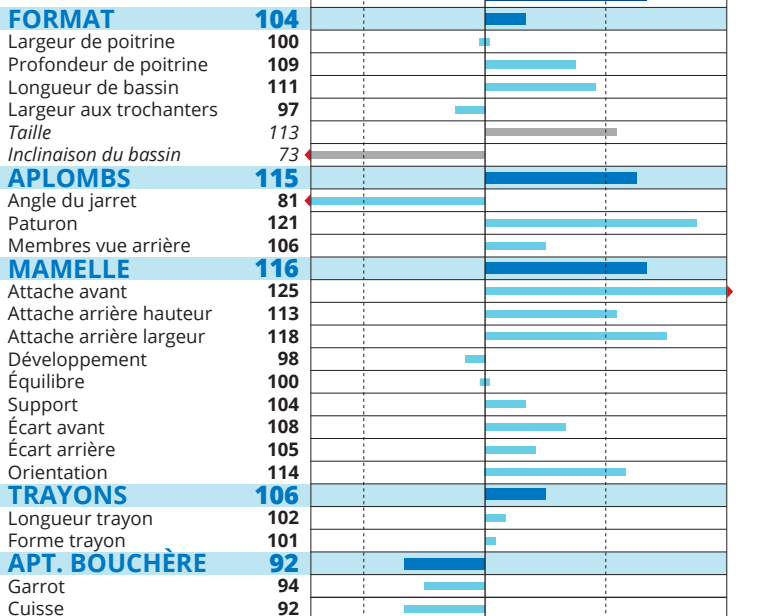 FORMAT 104
Largeur de poitrine 100
Profondeur de poitrine 109
Longueur de bassin 111
Largeur aux trochanters 97
Taille 113
Inclinaison du bassin 73
APLOMBS 115
Angle du jarret 81
Paturon 121
Membres vue arrière 106
MAMELLE 116
Attache avant 125
Attache arrière hauteur 113
Attache arrière largeur 118
Développement 98
Équilibre 100
Support 104
Écart avant 108
Écart arrière 105
Orientation 114
TRAYONS 106
Longueur trayon 102
Forme trayon 101
APT. BOUCHÈRE 92
Garrot 94
Cuisse 92